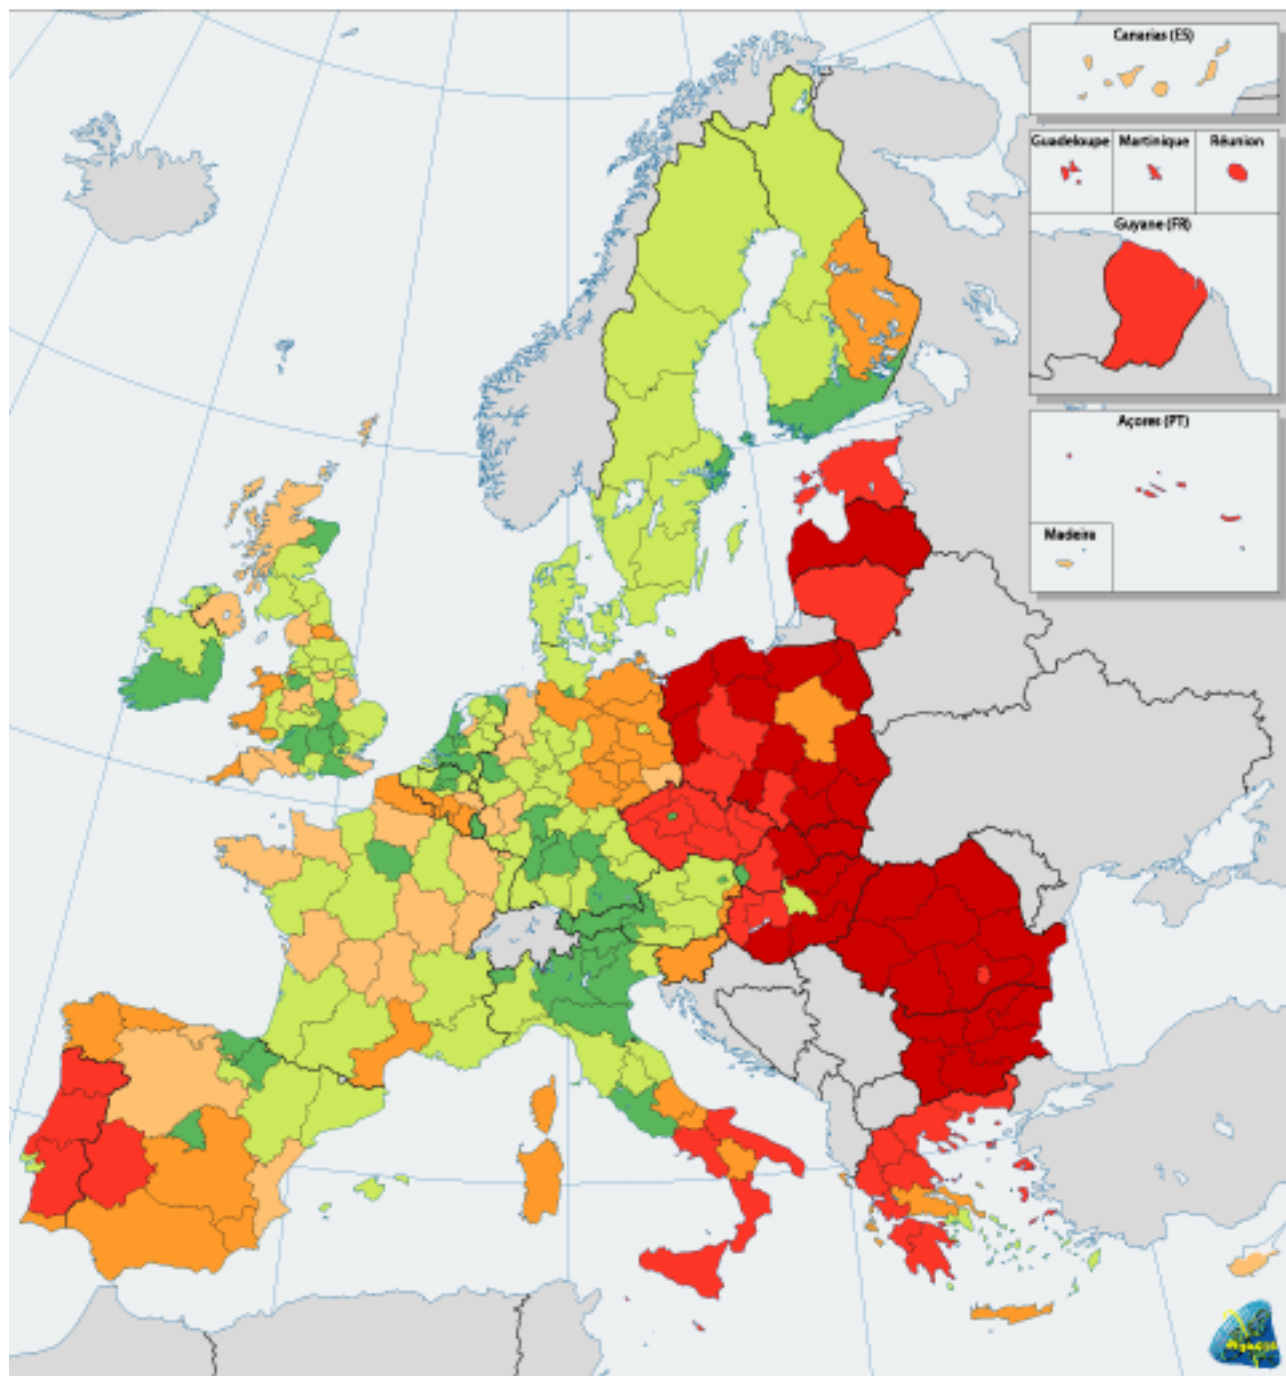 Canarias (ES)
Guadeloupe
Martinique
Réunion
Guyane (FR)
Açores (PT)
Madeira